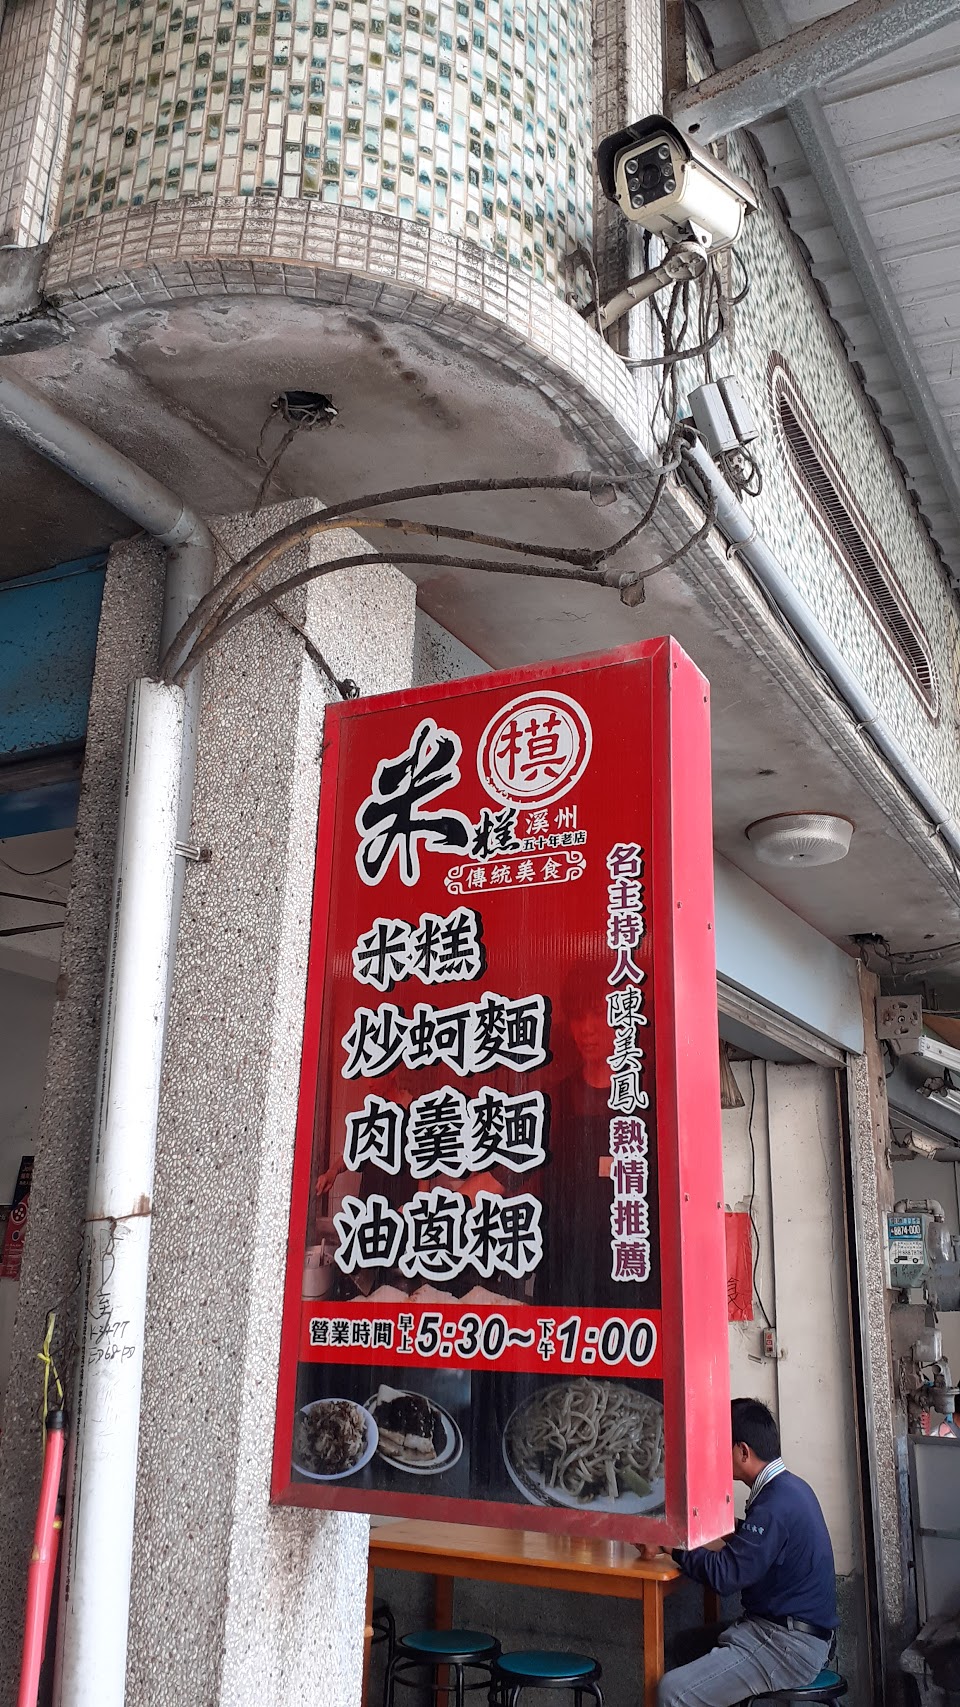 米糕
模
溪州
五十年老店
傳統美食
米糕
炒蚵麵
肉羹麵
油蔥粿
名主持人陳美鳳熱情推薦
營業時間 早上5:30~下午1:00
食